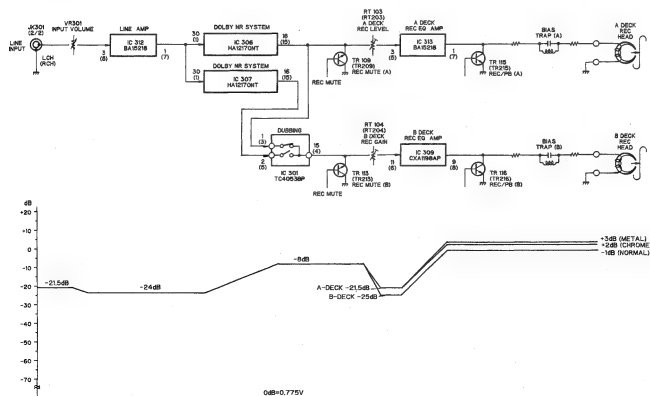 JK301
(2/2)
LINE
INPUT
LCH
(RCH)
VR301
INPUT VOLUME
3
(5)
LINE AMP
IC 312
BA15218
1
(7)
DOLBY NR SYSTEM
30
(1)
IC 306
HA12170NT
18
(15)
DOLBY NR SYSTEM
30
(1)
IC 307
HA12170NT
16
(15)
REC MUTE
TR 109
(TR209)
REC MUTE (A)
RT 103
(RT203)
A DECK
REC LEVEL
3
(5)
A DECK
REC EQ AMP
IC 313
BA15218
1
(7)
TR 115
(TR215)
REC/PB (A)
BIAS
TRAP (A)
A DECK
REC
HEAD
DUBBING
1
(3)
2
(5)
15
(4)
IC 301
TC4053BP
REC MUTE
TR 113
(TR213)
REC MUTE (B)
RT 104
(RT204)
B DECK
REC GAIN
11
(6)
B DECK
REC EQ AMP
IC 309
CXA1198AP
9
(8)
TR 116
(TR216)
REC/PB (B)
BIAS
TRAP (B)
B DECK
REC
HEAD
dB
+20
+10
0
-10
-20
-30
-40
-50
-60
-70
-21.5dB
-24dB
-8dB
A-DECK -21.5dB
B-DECK -25dB
+3dB (METAL)
+2dB (CHROME)
-1dB (NORMAL)
0dB=0.775V